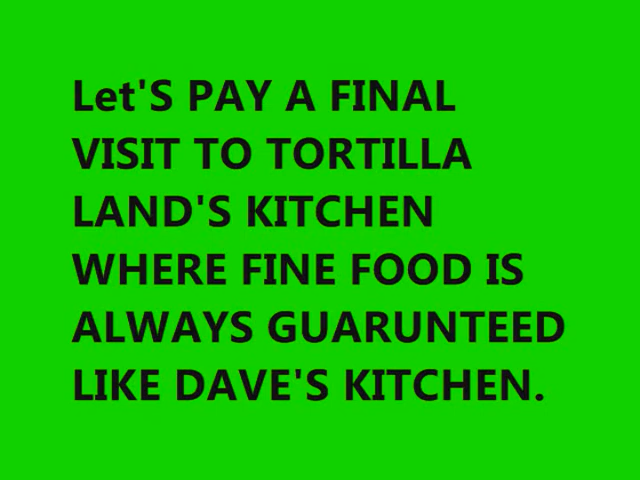 Let'S PAY A FINAL
VISIT TO TORTILLA
LAND'S KITCHEN
WHERE FINE FOOD IS
ALWAYS GUARUNTEED
LIKE DAVE'S KITCHEN.